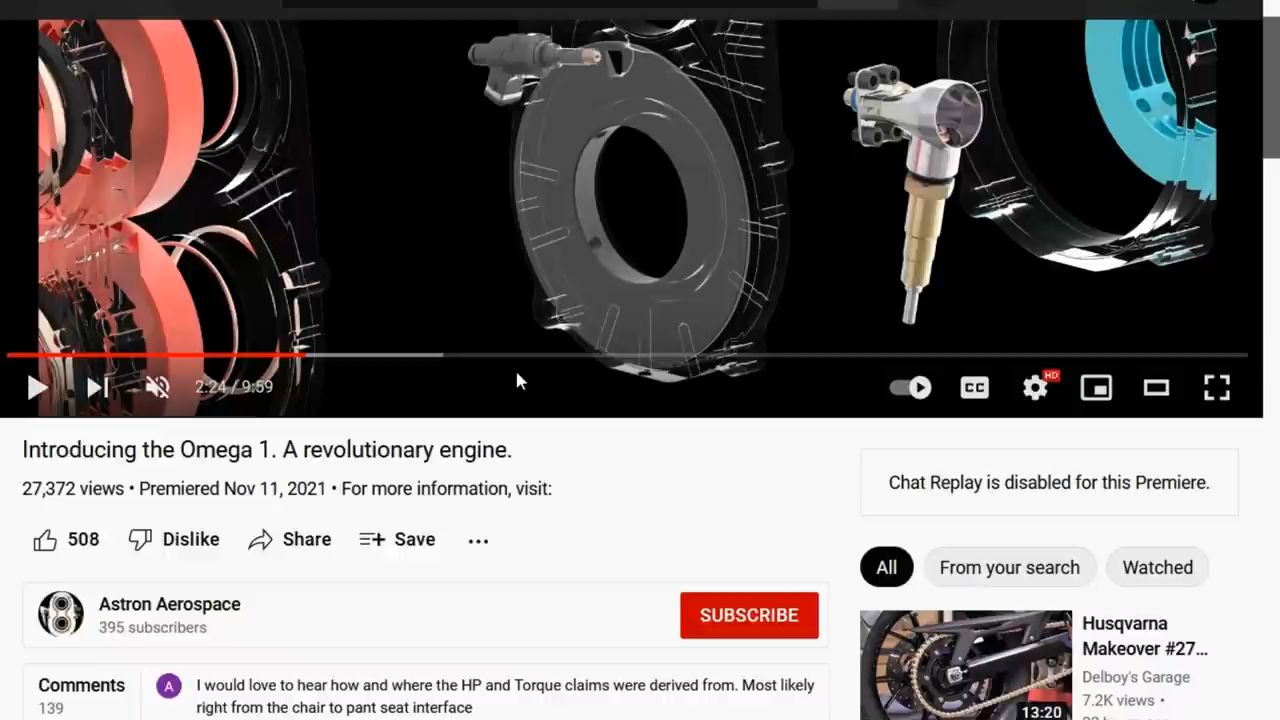 2:24 / 9:59
CC
HD
Introducing the Omega 1. A revolutionary engine.
27,372 views • Premiered Nov 11, 2021 • For more information, visit:
508
Dislike
Share
Save
Astron Aerospace
395 subscribers
SUBSCRIBE
Comments
139
A
I would love to hear how and where the HP and Torque claims were derived from. Most likely
right from the chair to pant seat interface
Chat Replay is disabled for this Premiere.
All
From your search
Watched
13:20
Husqvarna
Makeover #27...
Delboy's Garage
7.2K views •